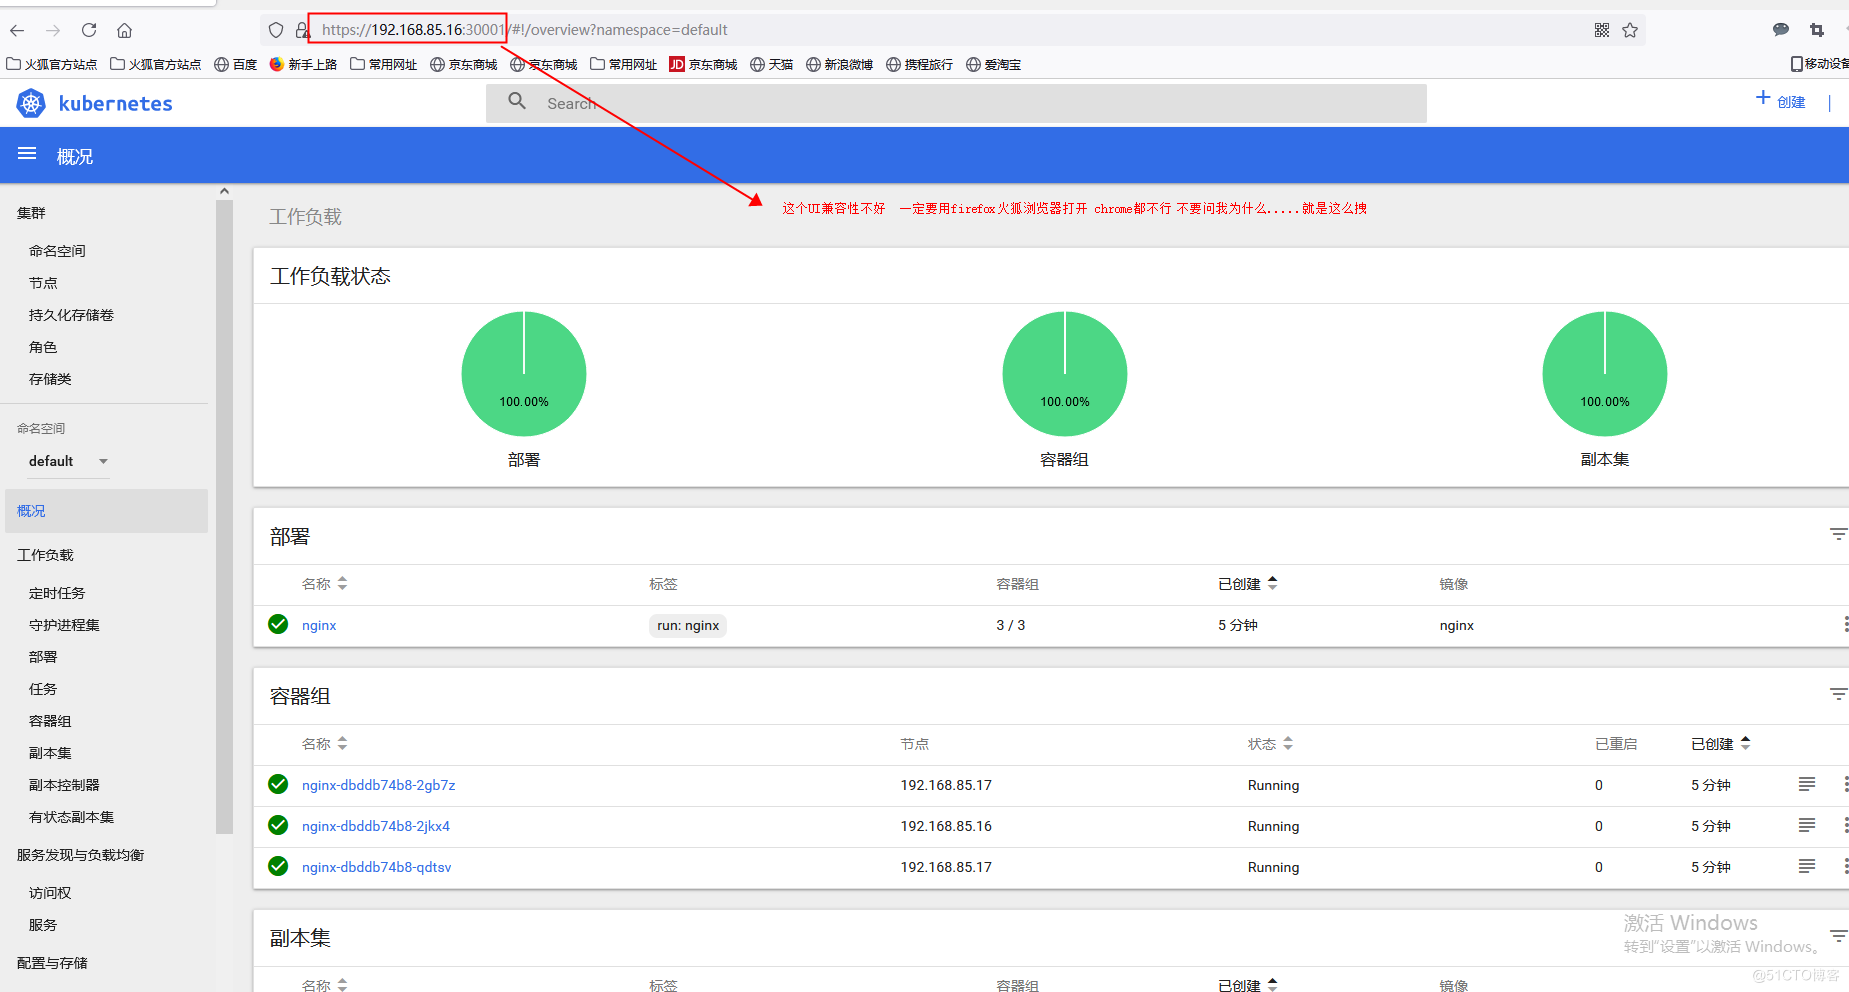 https://192.168.85.16:30001/#!/overview?namespace=default
火狐官方站点 火狐官方站点 百度 新手上路 常用网址 京东商城 京东商城 常用网址 JD 京东商城 天猫 新浪微博 携程旅行 爱淘宝 移动设备
kubernetes Search + 创建 |
概况
集群
命名空间
节点
持久化存储卷
角色
存储类
命名空间
default
概况
工作负载
定时任务
守护进程集
部署
任务
容器组
副本集
副本控制器
有状态副本集
服务发现与负载均衡
访问权
服务
配置与存储
工作负载
这个UI兼容性不好 一定要用firefox火狐浏览器打开 chrome都不行 不要问我为什么.....就是这么拽
工作负载状态
100.00% 100.00% 100.00%
部署 容器组 副本集
部署
名称 标签 容器组 已创建 镜像
nginx run: nginx 3 / 3 5 分钟 nginx
容器组
名称 节点 状态 已重启 已创建
nginx-dbddb74b8-2gb7z 192.168.85.17 Running 0 5 分钟
nginx-dbddb74b8-2jkx4 192.168.85.16 Running 0 5 分钟
nginx-dbddb74b8-qdtsv 192.168.85.17 Running 0 5 分钟
副本集
名称 标签 容器组 已创建 镜像
激活 Windows
转到“设置”以激活 Windows。
@51CTO博客